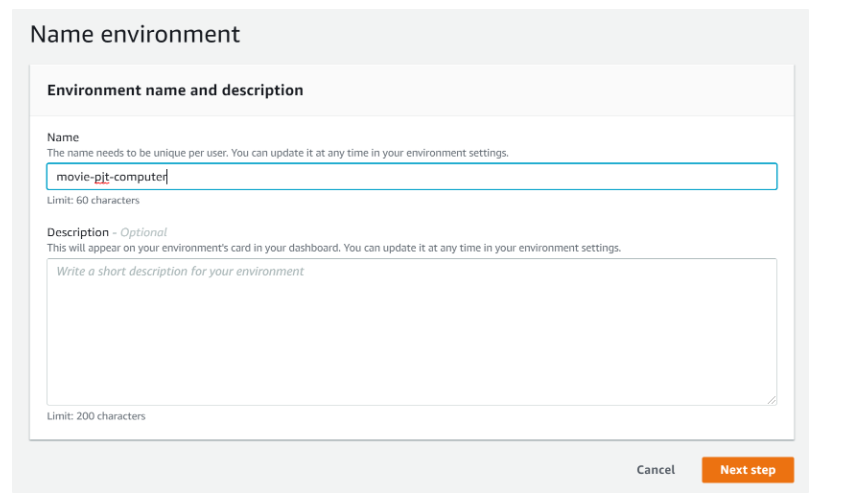 Name environment
Environment name and description
Name
The name needs to be unique per user. You can update it at any time in your environment settings.
movie-pjt-computer
Limit: 60 characters
Description - Optional
This will appear on your environment's card in your dashboard. You can update it at any time in your environment settings.
Write a short description for your environment
Limit: 200 characters
Cancel Next step